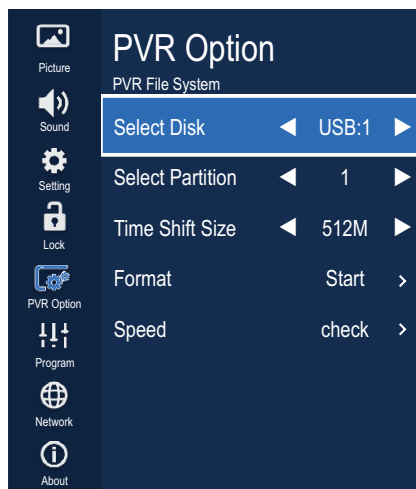 Picture
Sound
Setting
Lock
PVR Option
Program
Network
About
PVR Option
PVR File System
Select Disk USB:1
Select Partition 1
Time Shift Size 512M
Format Start
Speed check